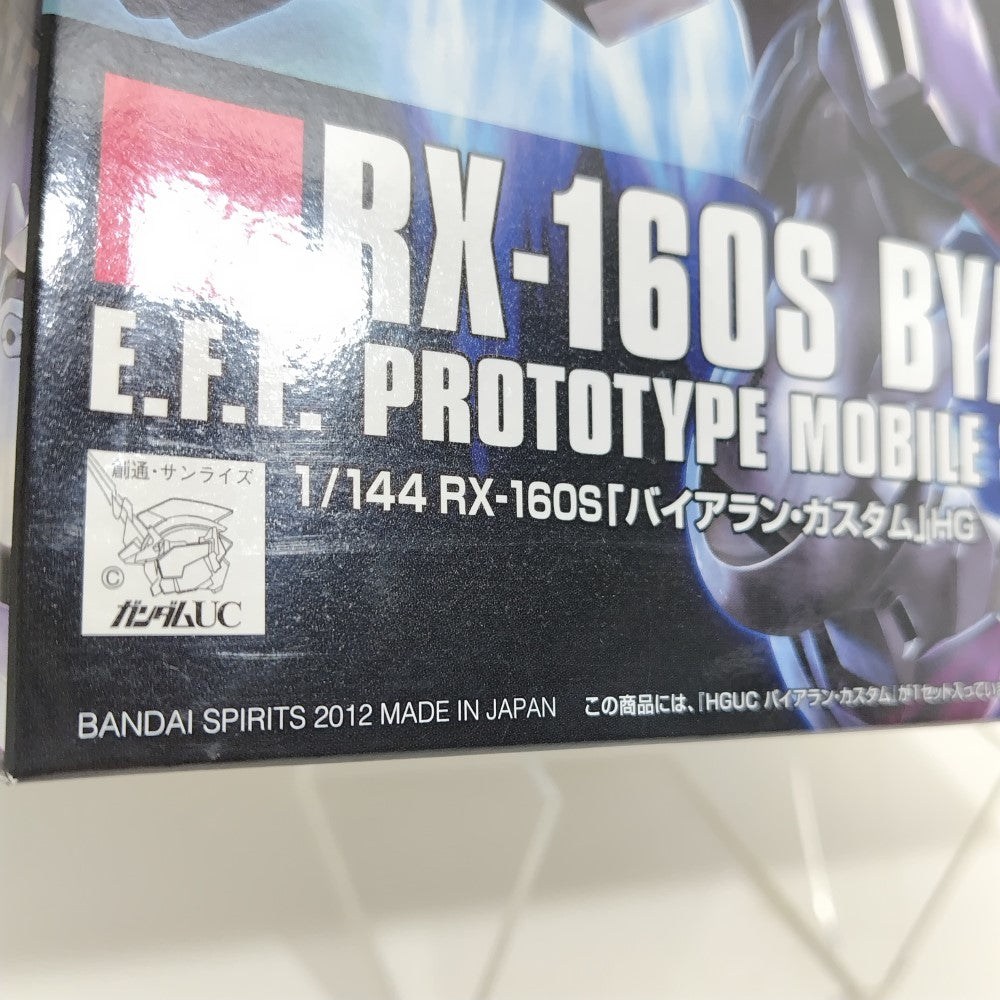 RX-160S BY
E.F.F. PROTOTYPE MOBILE
1/144 RX-160S「バイアラン・カスタム」HG
創通・サンライズ
©
ガンダムUC
BANDAI SPIRITS 2012 MADE IN JAPAN
この商品には、「HGUC バイアラン・カスタム」が1セット入ってい